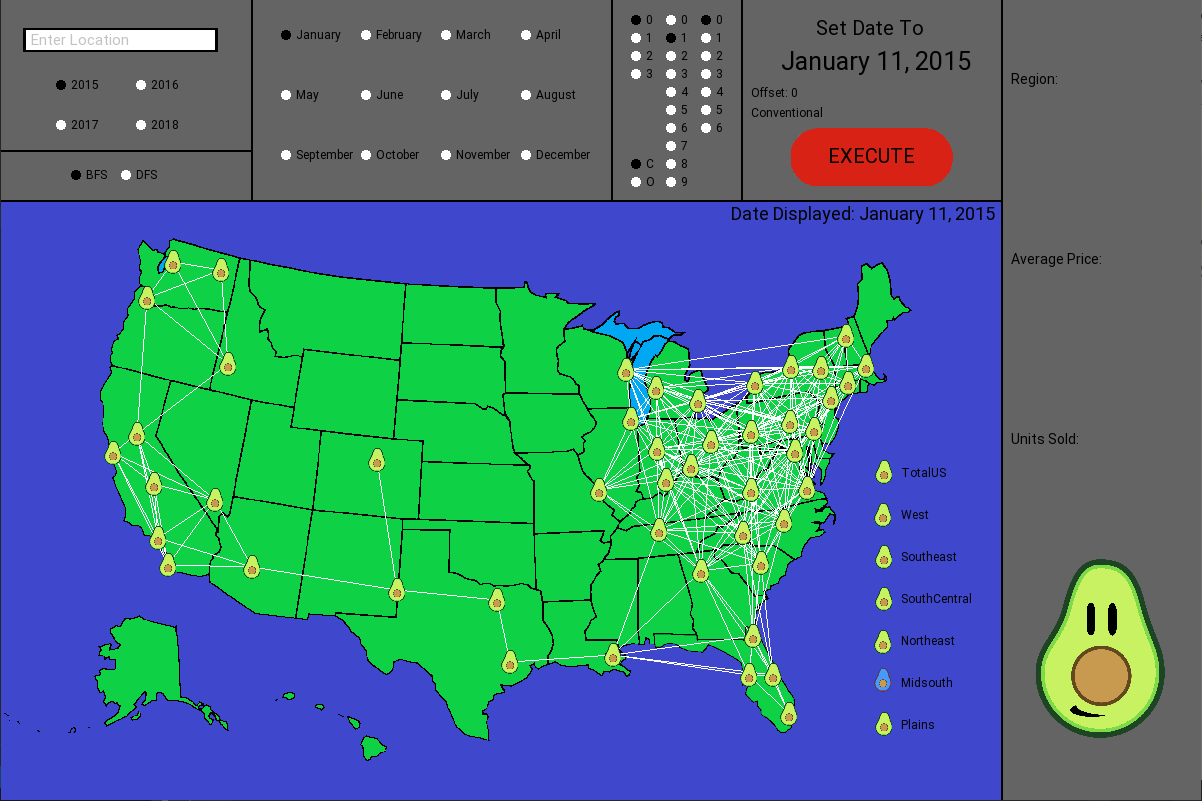 Enter Location
2015 2016
2017 2018
BFS DFS
January February March April
May June July August
September October November December
0 0 0
1 1 1
2 2 2
3 3 3
4 4
5 5
6 6
7
C 8
O 9
Set Date To
January 11, 2015
Offset: 0
Conventional
EXECUTE
Region:
Average Price:
Units Sold:
Date Displayed: January 11, 2015
TotalUS
West
Southeast
SouthCentral
Northeast
Midsouth
Plains